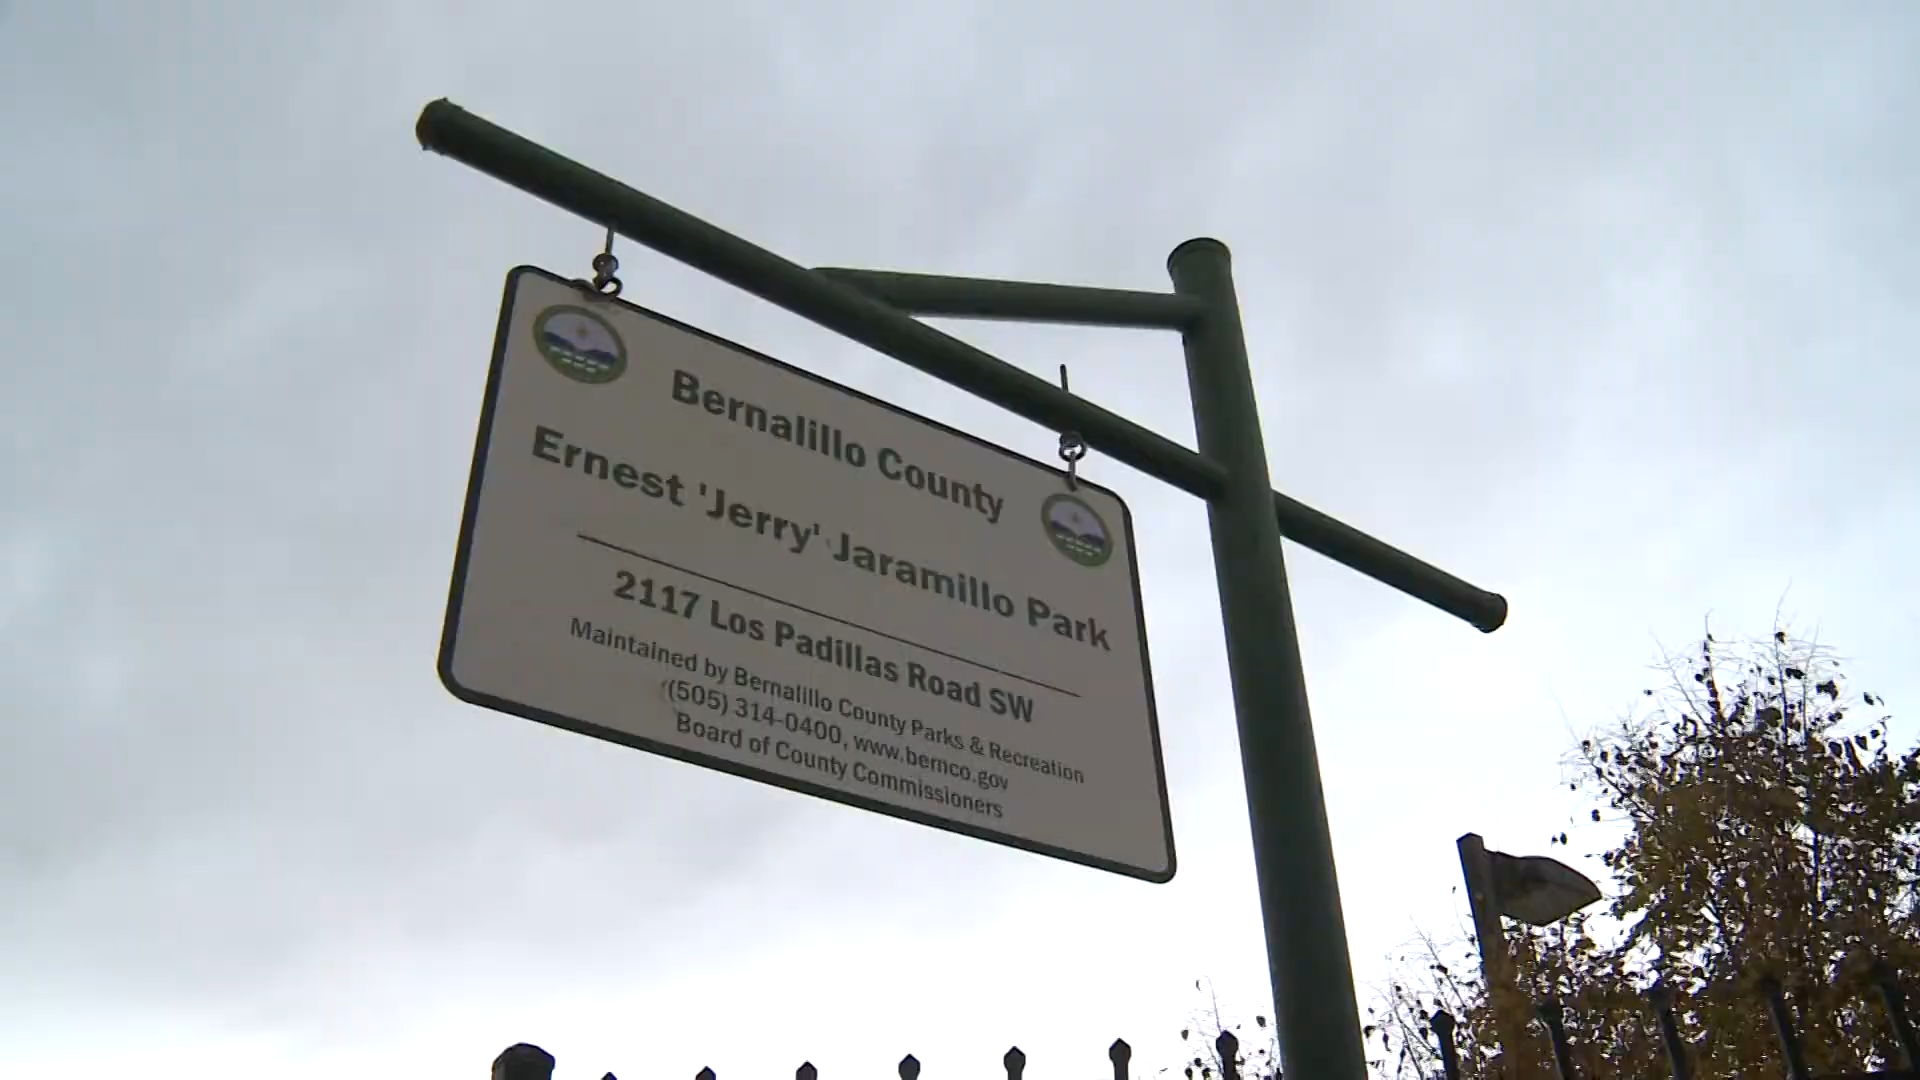 Bernalillo County
Ernest 'Jerry' Jaramillo Park
2117 Los Padillas Road SW
Maintained by Bernalillo County Parks & Recreation
(505) 314-0400, www.bernco.gov
Board of County Commissioners